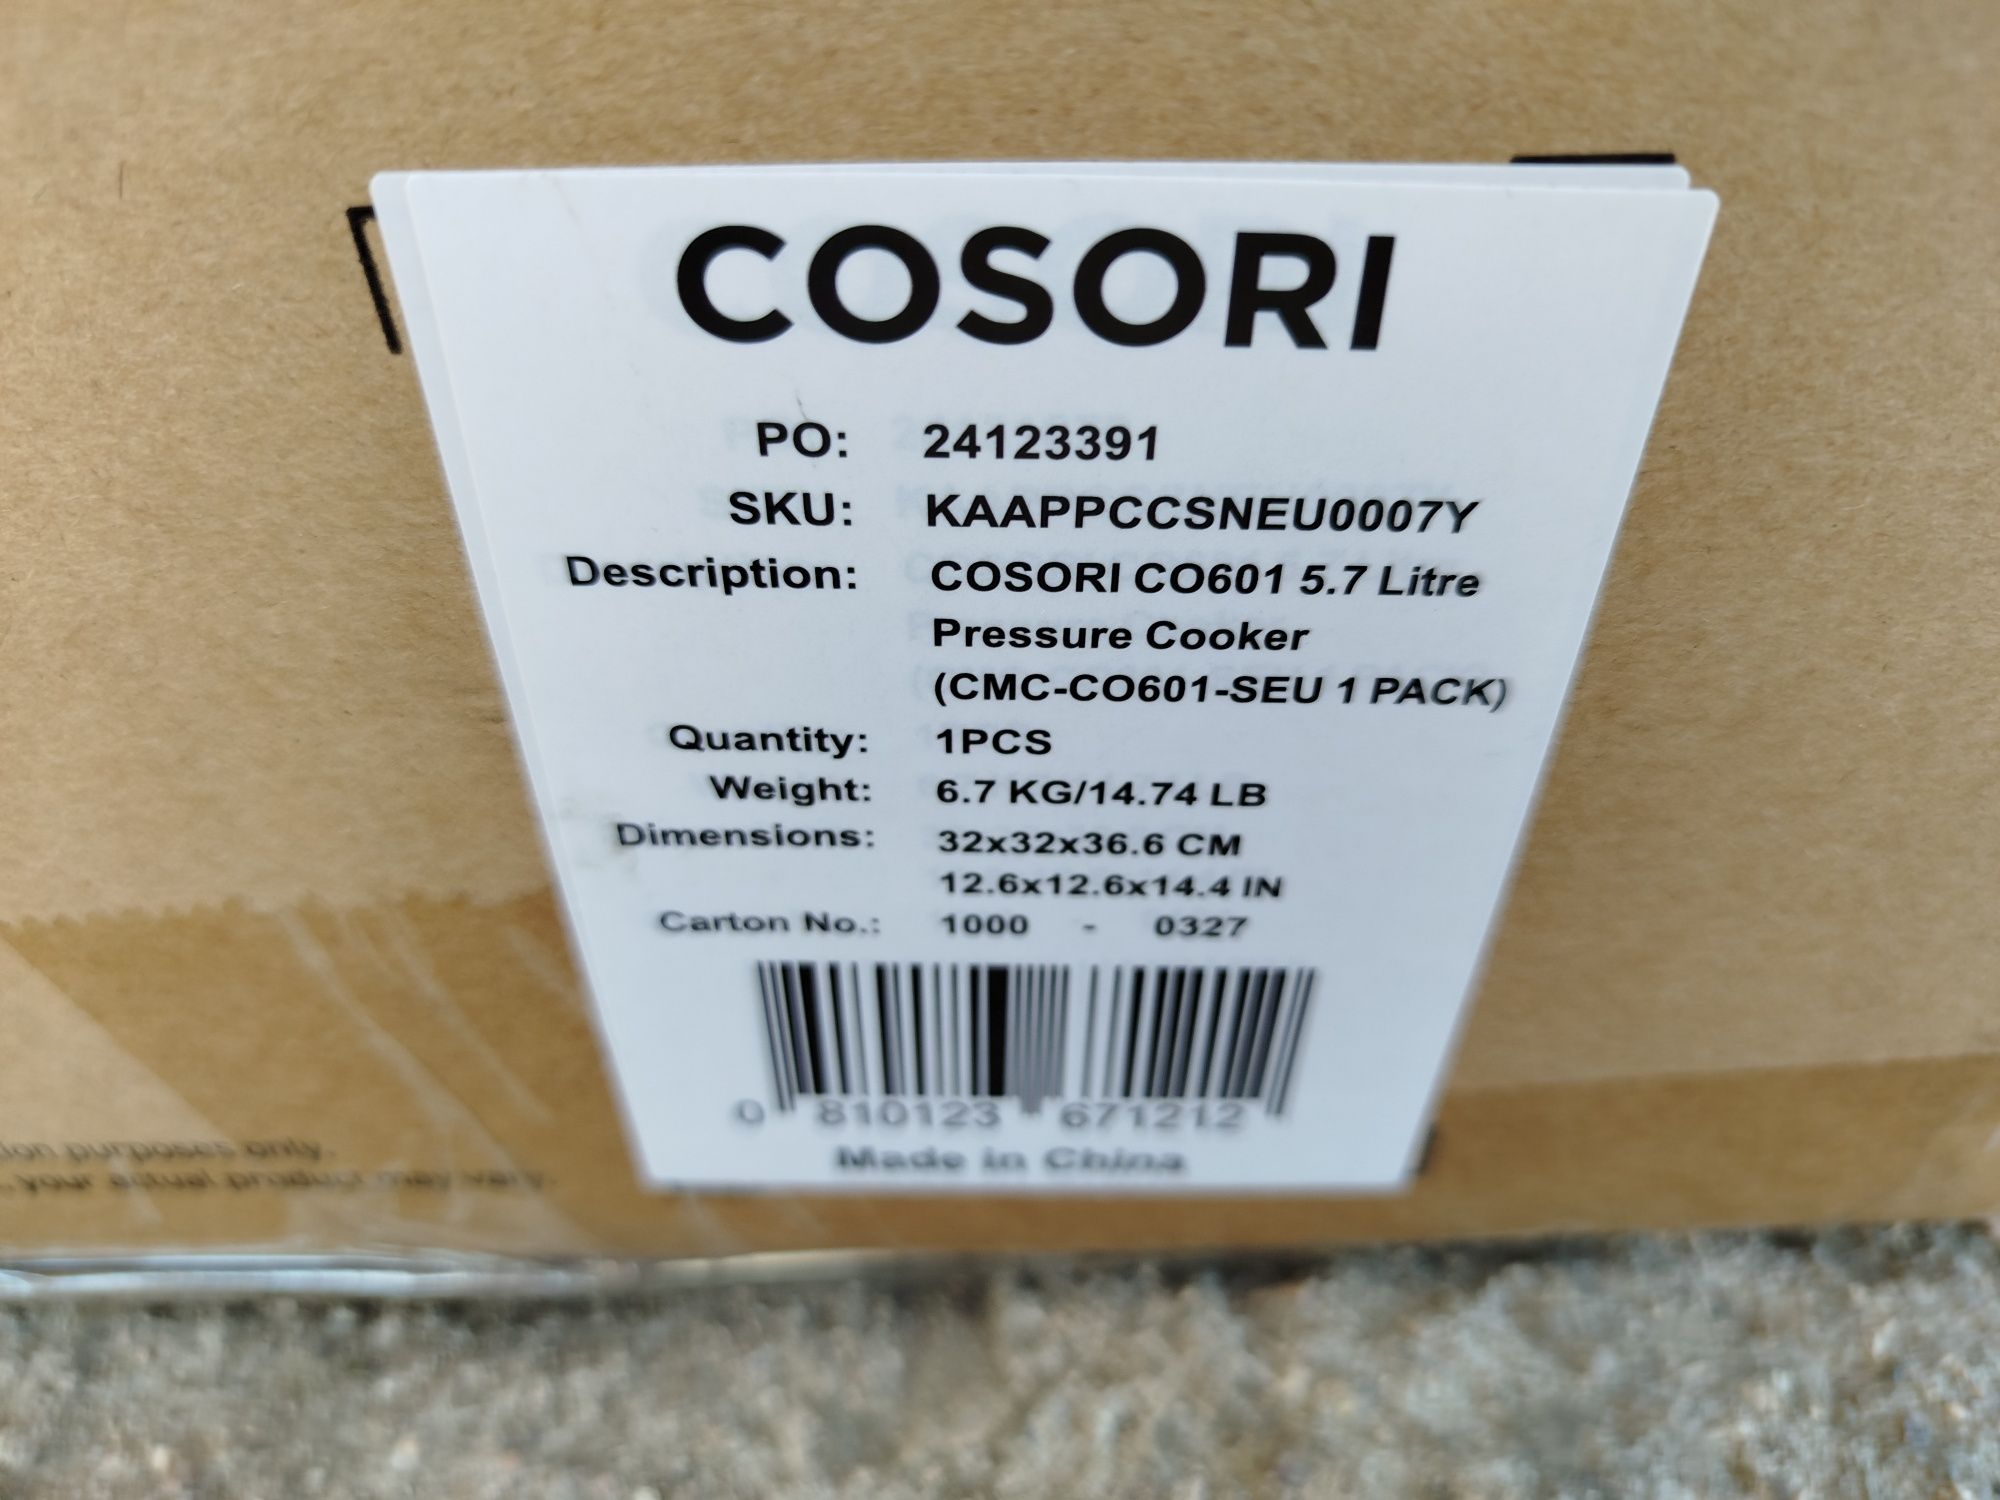 COSORI
PO: 24123391
SKU: KAAPPCCSNEU0007Y
Description: COSORI CO601 5.7 Litre
Pressure Cooker
(CMC-CO601-SEU 1 PACK)
Quantity: 1PCS
Weight: 6.7 KG/14.74 LB
Dimensions: 32x32x36.6 CM
12.6x12.6x14.4 IN
Carton No.: 1000 - 0327
0 810123 671212
Made in China
purposes only.
your actual product may vary.